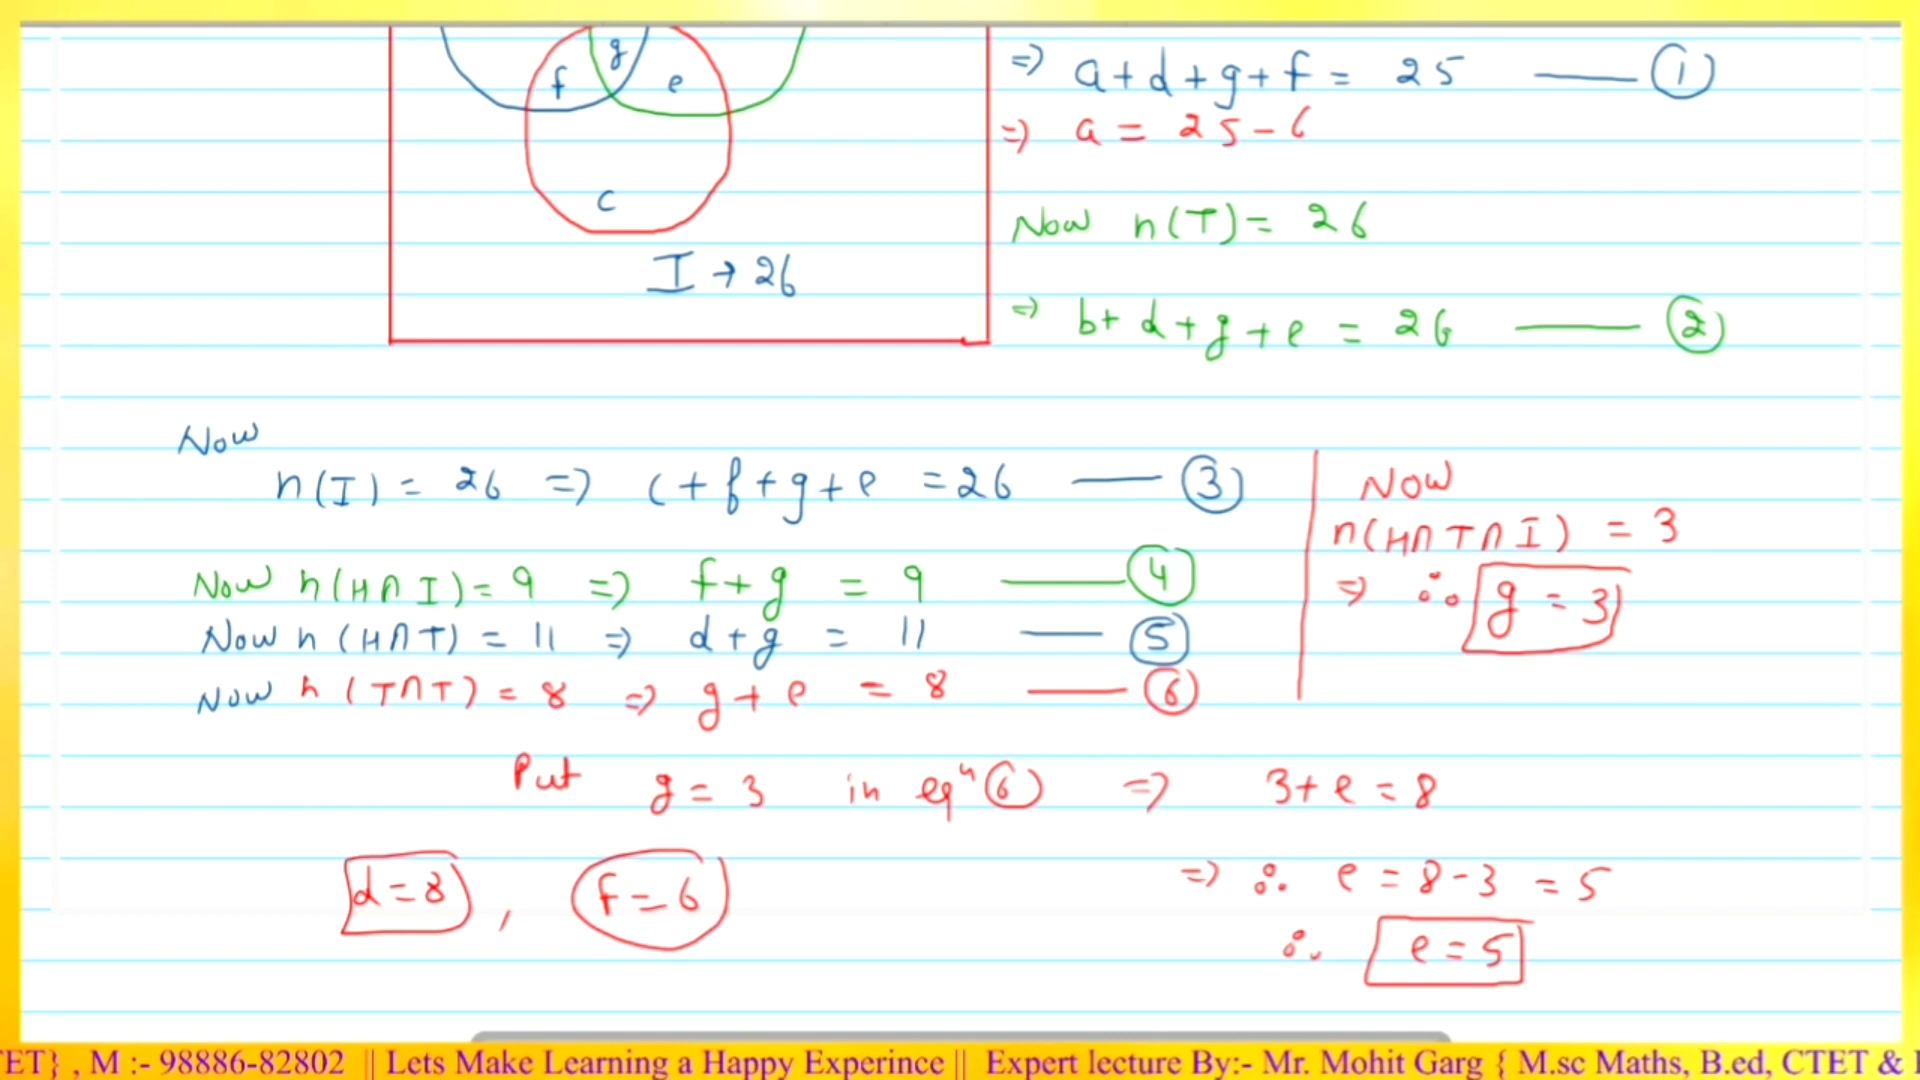 g
f e
c
I → 26
⇒ a + d + g + f = 25 —— ①
⇒ a = 25 - 6
Now n(T) = 26
⇒ b + d + g + e = 26 —— ②
Now
n(I) = 26 ⇒ c + f + g + e = 26 —— ③
Now n(H∩I) = 9 ⇒ f + g = 9 —— ④
Now n(H∩T) = 11 ⇒ d + g = 11 —— ⑤
Now n(T∩T) = 8 ⇒ g + e = 8 —— ⑥
Now
n(H∩T∩I) = 3
⇒ ∴ g = 3
Put g = 3 in eqⁿ ⑥ ⇒ 3 + e = 8
d = 8 , f = 6
⇒ ∴ e = 8 - 3 = 5
∴ e = 5
TET} , M :- 98886-82802 || Lets Make Learning a Happy Experince || Expert lecture By:- Mr. Mohit Garg { M.sc Maths, B.ed, CTET &